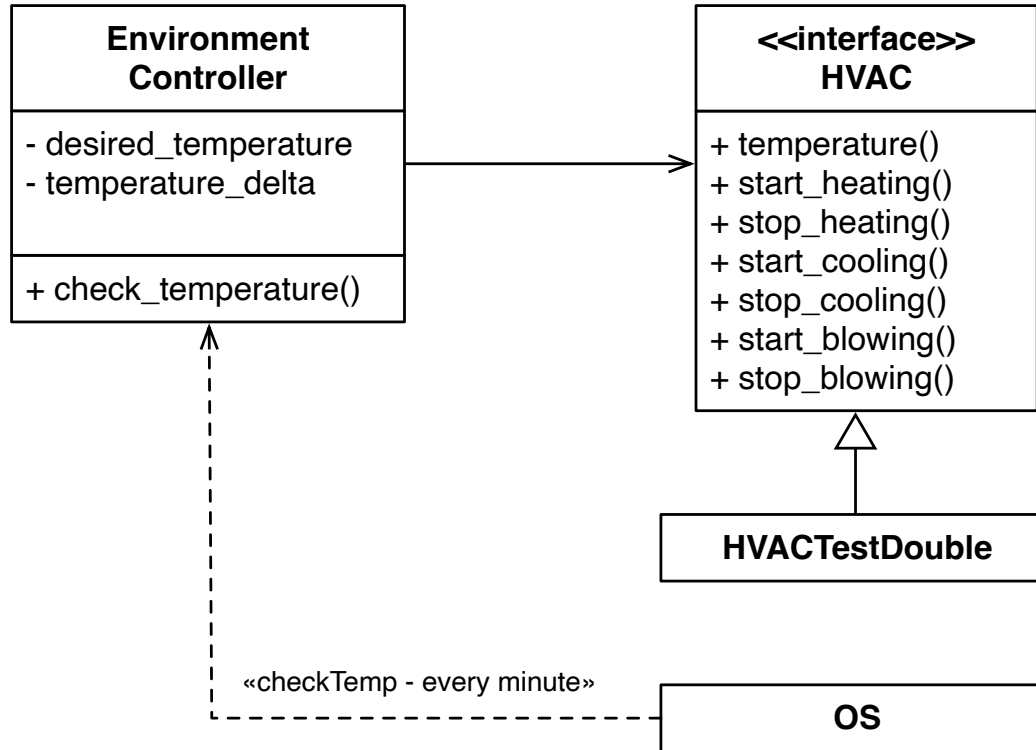 Environment
Controller
- desired_temperature
- temperature_delta
+ check_temperature()
<<interface>>
HVAC
+ temperature()
+ start_heating()
+ stop_heating()
+ start_cooling()
+ stop_cooling()
+ start_blowing()
+ stop_blowing()
HVACTestDouble
«checkTemp - every minute»
OS